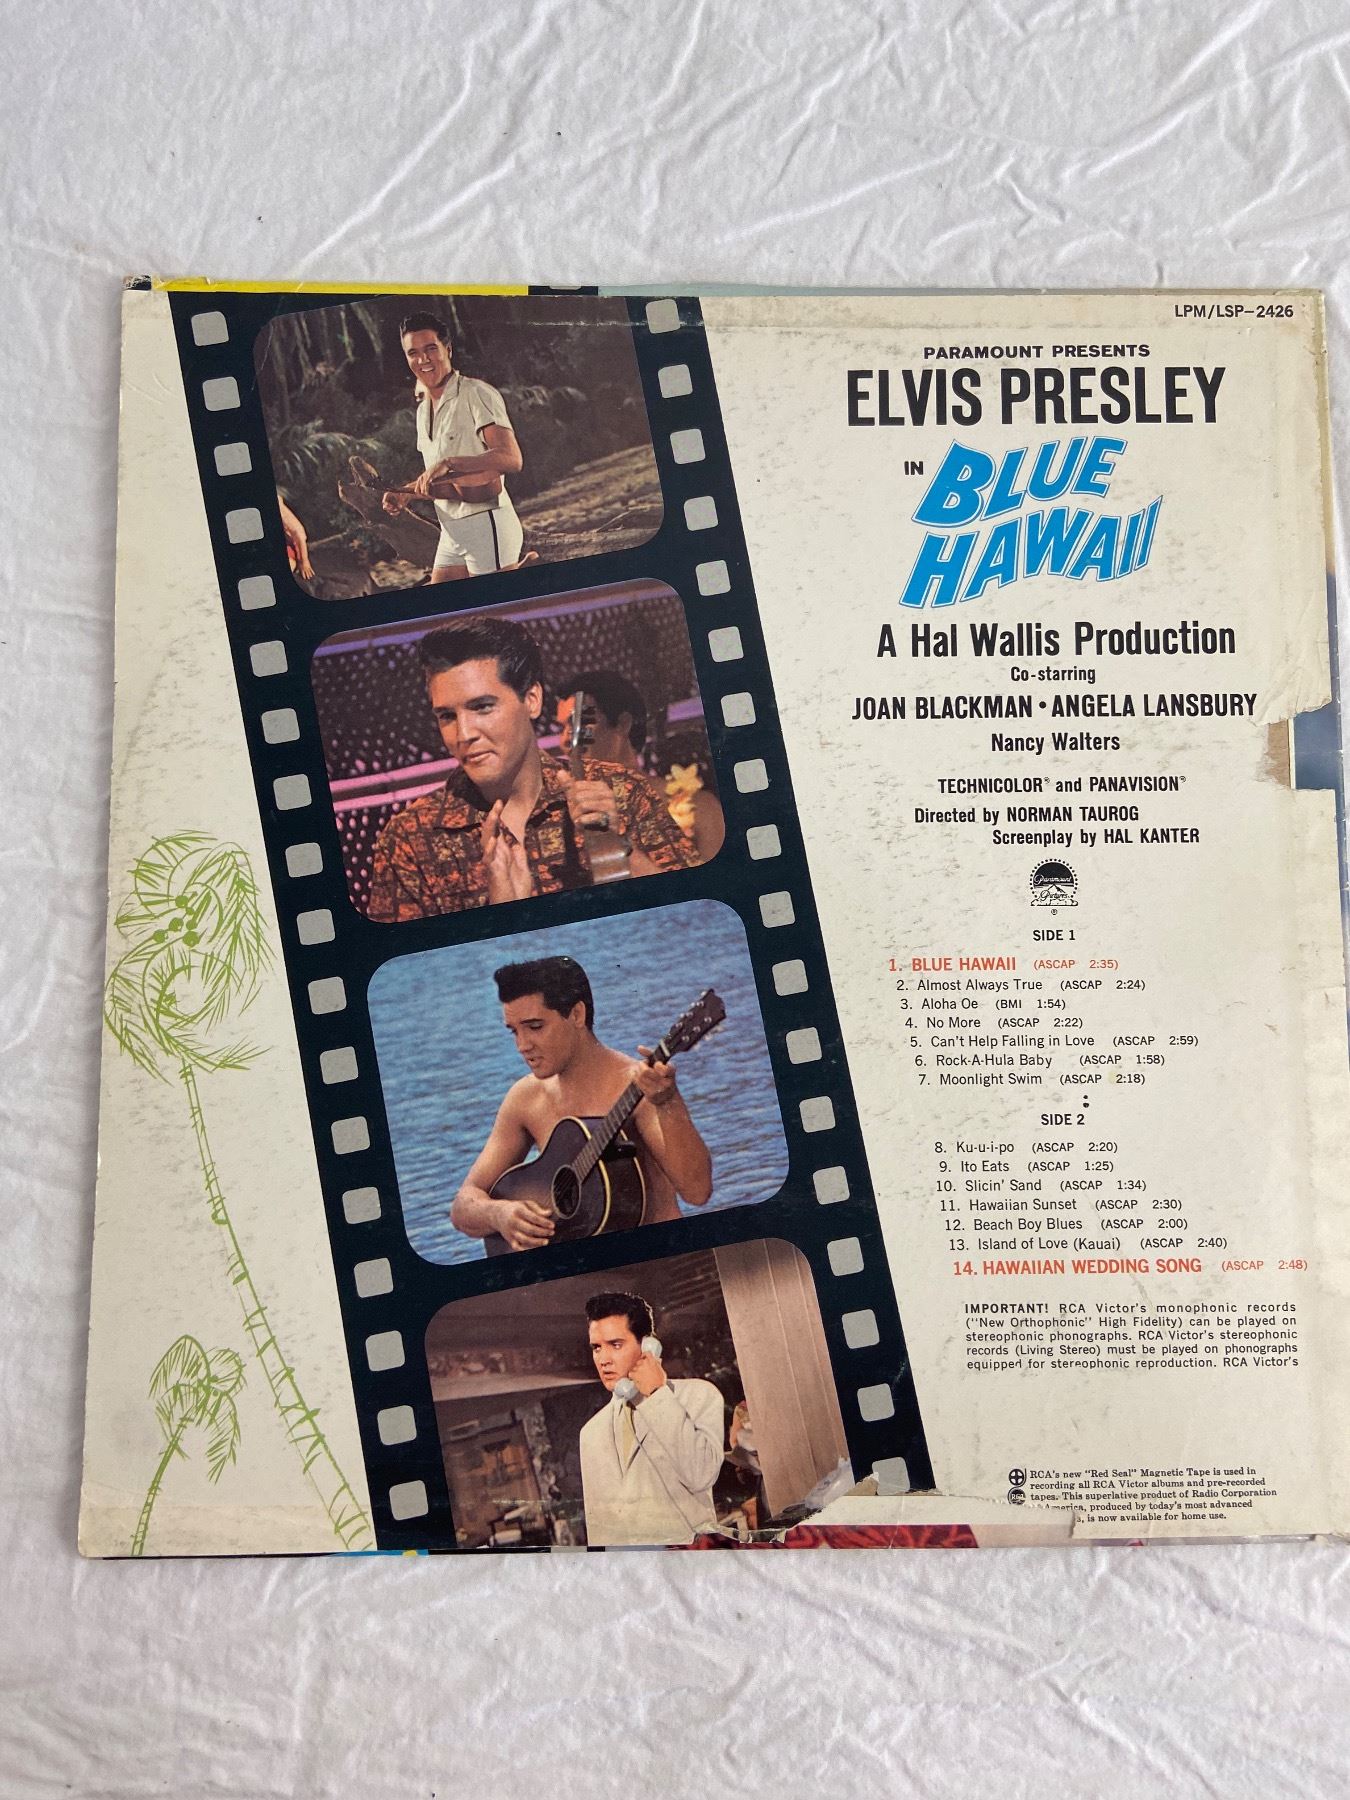 LPM/LSP-2426
PARAMOUNT PRESENTS
ELVIS PRESLEY
IN BLUE
HAWAII
A Hal Wallis Production
Co-starring
JOAN BLACKMAN • ANGELA LANSBURY
Nancy Walters
TECHNICOLOR® and PANAVISION®
Directed by NORMAN TAUROG
Screenplay by HAL KANTER
Paramount
Pictures
®
SIDE 1
1. BLUE HAWAII (ASCAP 2:35)
2. Almost Always True (ASCAP 2:24)
3. Aloha Oe (BMI 1:54)
4. No More (ASCAP 2:22)
5. Can't Help Falling in Love (ASCAP 2:59)
6. Rock-A-Hula Baby (ASCAP 1:58)
7. Moonlight Swim (ASCAP 2:18)
SIDE 2
8. Ku-u-i-po (ASCAP 2:20)
9. Ito Eats (ASCAP 1:25)
10. Slicin' Sand (ASCAP 1:34)
11. Hawaiian Sunset (ASCAP 2:30)
12. Beach Boy Blues (ASCAP 2:00)
13. Island of Love (Kauai) (ASCAP 2:40)
14. HAWAIIAN WEDDING SONG (ASCAP 2:48)
IMPORTANT! RCA Victor's monophonic records
("New Orthophonic" High Fidelity) can be played on
stereophonic phonographs. RCA Victor's stereophonic
records (Living Stereo) must be played on phonographs
equipped for stereophonic reproduction. RCA Victor's
RCA's new "Red Seal" Magnetic Tape is used in
recording all RCA Victor albums and pre-recorded
RCA tapes. This superlative product of Radio Corporation
America, produced by today's most advanced
is now available for home use.